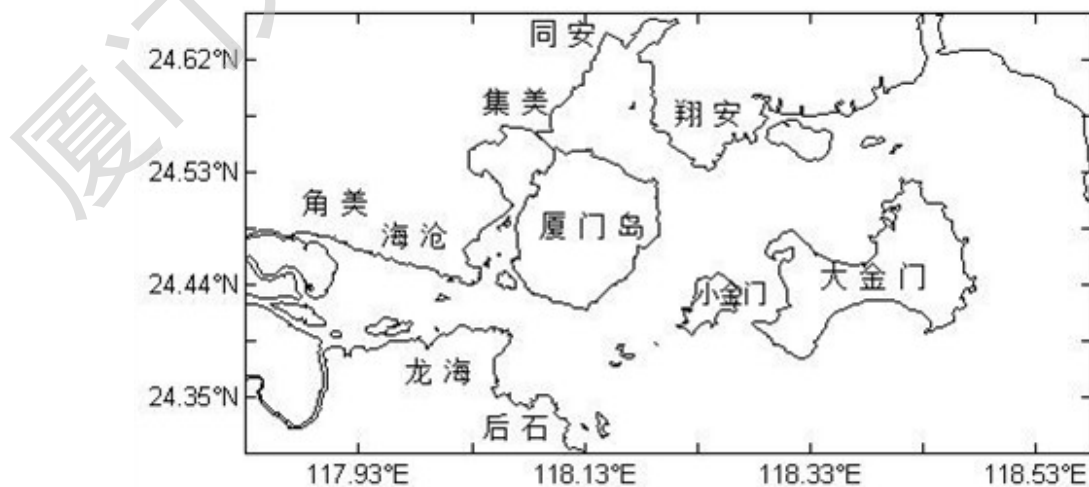 厦门
同安
24.62°N
集美
翔安
24.53°N
角美
海沧
厦门岛
24.44°N
小金门
大金门
龙海
24.35°N
后石
117.93°E
118.13°E
118.33°E
118.53°E